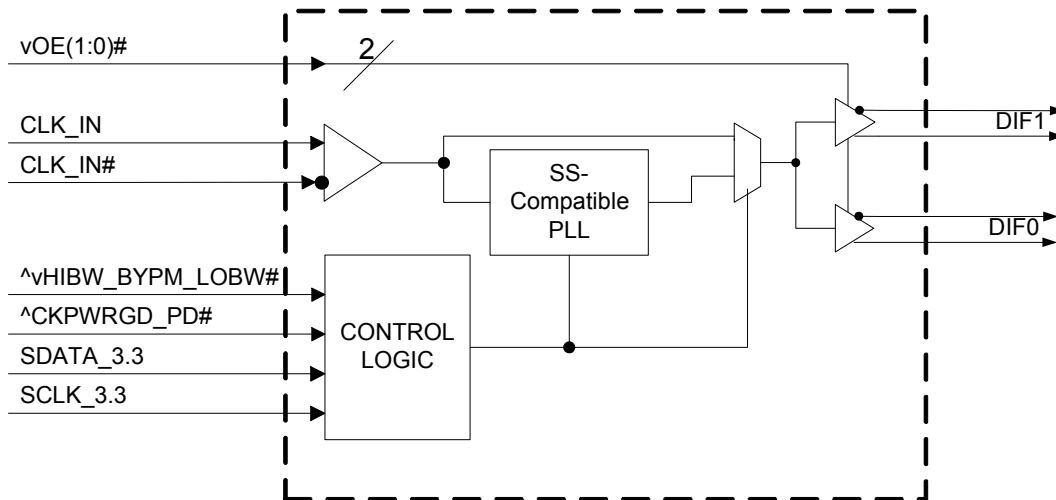 vOE(1:0)#
2
CLK_IN
CLK_IN#
DIF1
SS-
Compatible
PLL
DIF0
^vHIBW_BYPM_LOBW#
^CKPWRGD_PD#
SDATA_3.3
SCLK_3.3
CONTROL
LOGIC